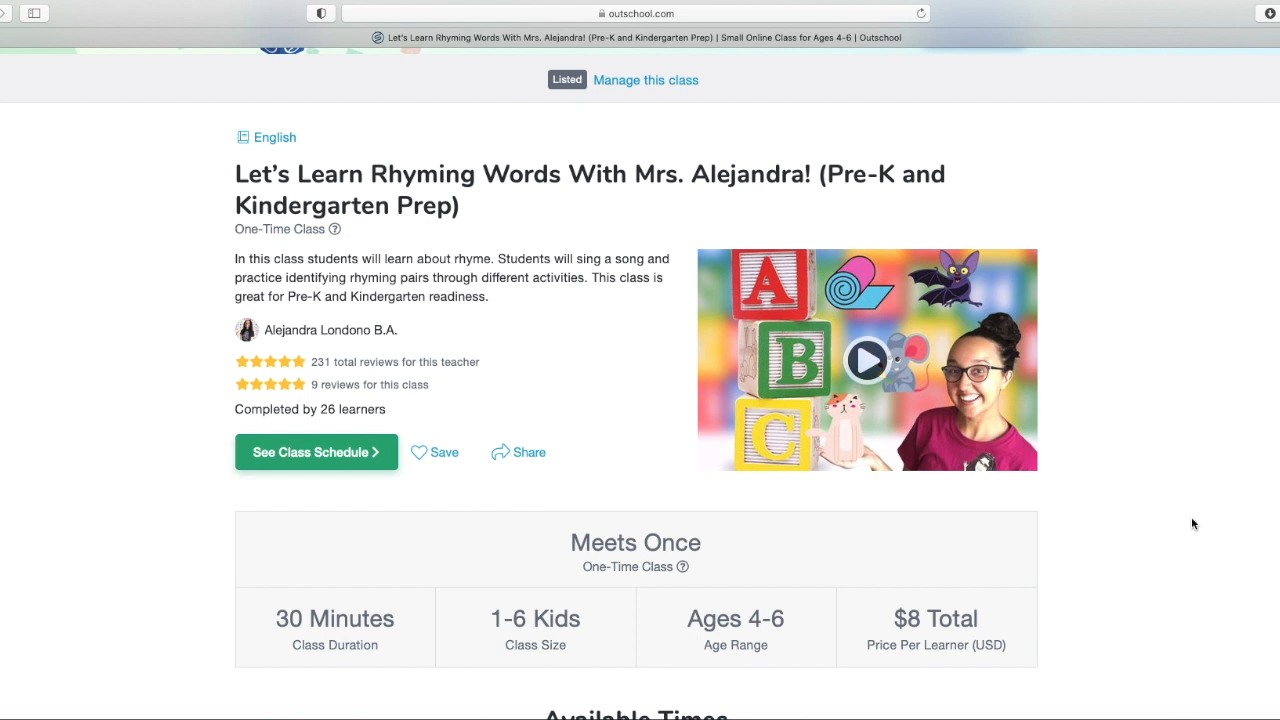 outschool.com
Let's Learn Rhyming Words With Mrs. Alejandra! (Pre-K and Kindergarten Prep) | Small Online Class for Ages 4-6 | Outschool
Listed Manage this class
English
Let's Learn Rhyming Words With Mrs. Alejandra! (Pre-K and
Kindergarten Prep)
One-Time Class ?
In this class students will learn about rhyme. Students will sing a song and
practice identifying rhyming pairs through different activities. This class is
great for Pre-K and Kindergarten readiness.
Alejandra Londono B.A.
231 total reviews for this teacher
9 reviews for this class
Completed by 26 learners
See Class Schedule Save Share
A
B
C
Meets Once
One-Time Class ?
30 Minutes 1-6 Kids Ages 4-6 $8 Total
Class Duration Class Size Age Range Price Per Learner (USD)
Available Times